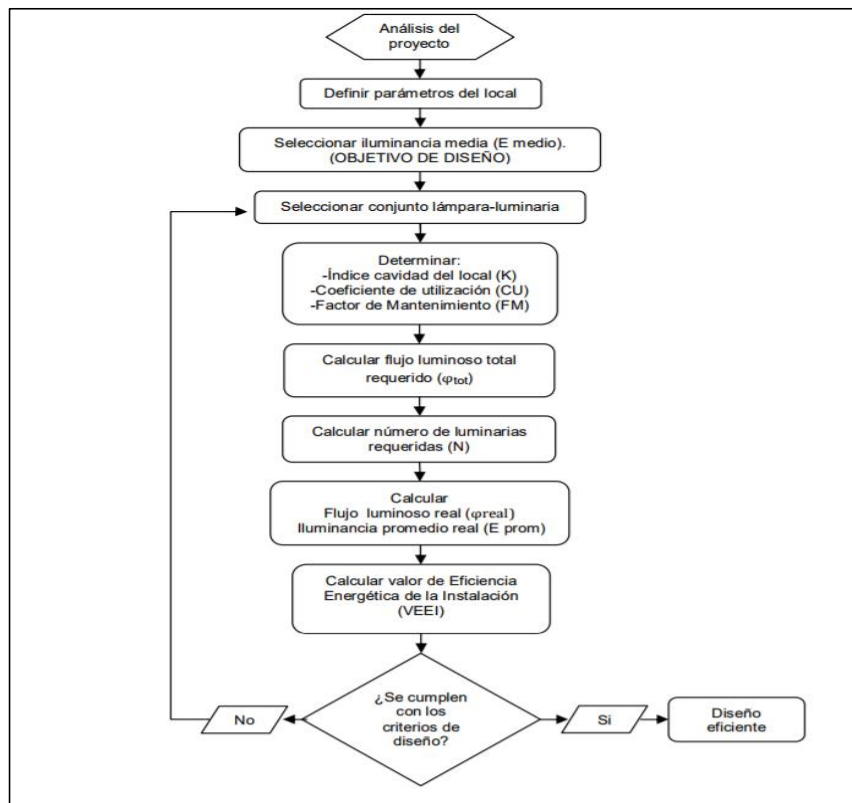 Análisis del
proyecto
Definir parámetros del local
Seleccionar iluminancia media (E medio).
(OBJETIVO DE DISEÑO)
Seleccionar conjunto lámpara-luminaria
Determinar:
-Índice cavidad del local (K)
-Coeficiente de utilización (CU)
-Factor de Mantenimiento (FM)
Calcular flujo luminoso total
requerido (φtot)
Calcular número de luminarias
requeridas (N)
Calcular
Flujo luminoso real (φreal)
Iluminancia promedio real (E prom)
Calcular valor de Eficiencia
Energética de la Instalación
(VEEI)
¿Se cumplen
con los
criterios de
diseño?
No
Si
Diseño
eficiente